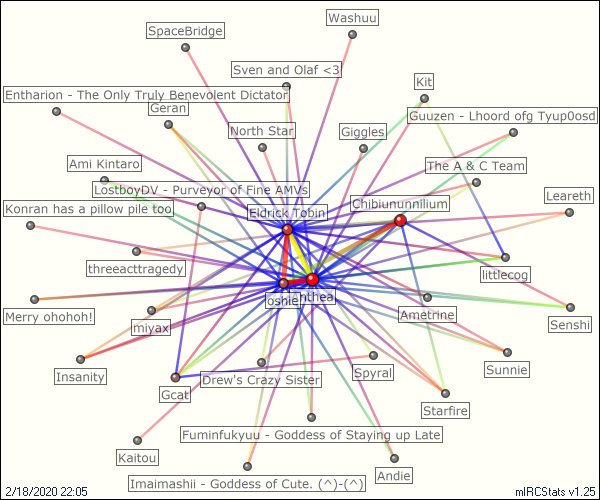 Washuu
SpaceBridge
Sven and Olaf <3
Kit
Entharion - The Only Truly Benevolent Dictator
Geran
Guuzen - Lhoord ofg Tyup0osd
North Star
Giggles
Ami Kintaro
The A & C Team
LostboyDV - Purveyor of Fine AMVs
Leareth
Konran has a pillow pile too
Eldrick Tobin
Chibiununnilium
threeacttragedy
littlecog
oshie
nthea
Merry ohohoh!
miyax
Ametrine
Senshi
Insanity
Drew's Crazy Sister
Spyral
Sunnie
Gcat
Starfire
Fuminfukyuu - Goddess of Staying up Late
Kaitou
Andie
Imaimashii - Goddess of Cute. (^)-(^)
2/18/2020 22:05
mIRCStats v1.25